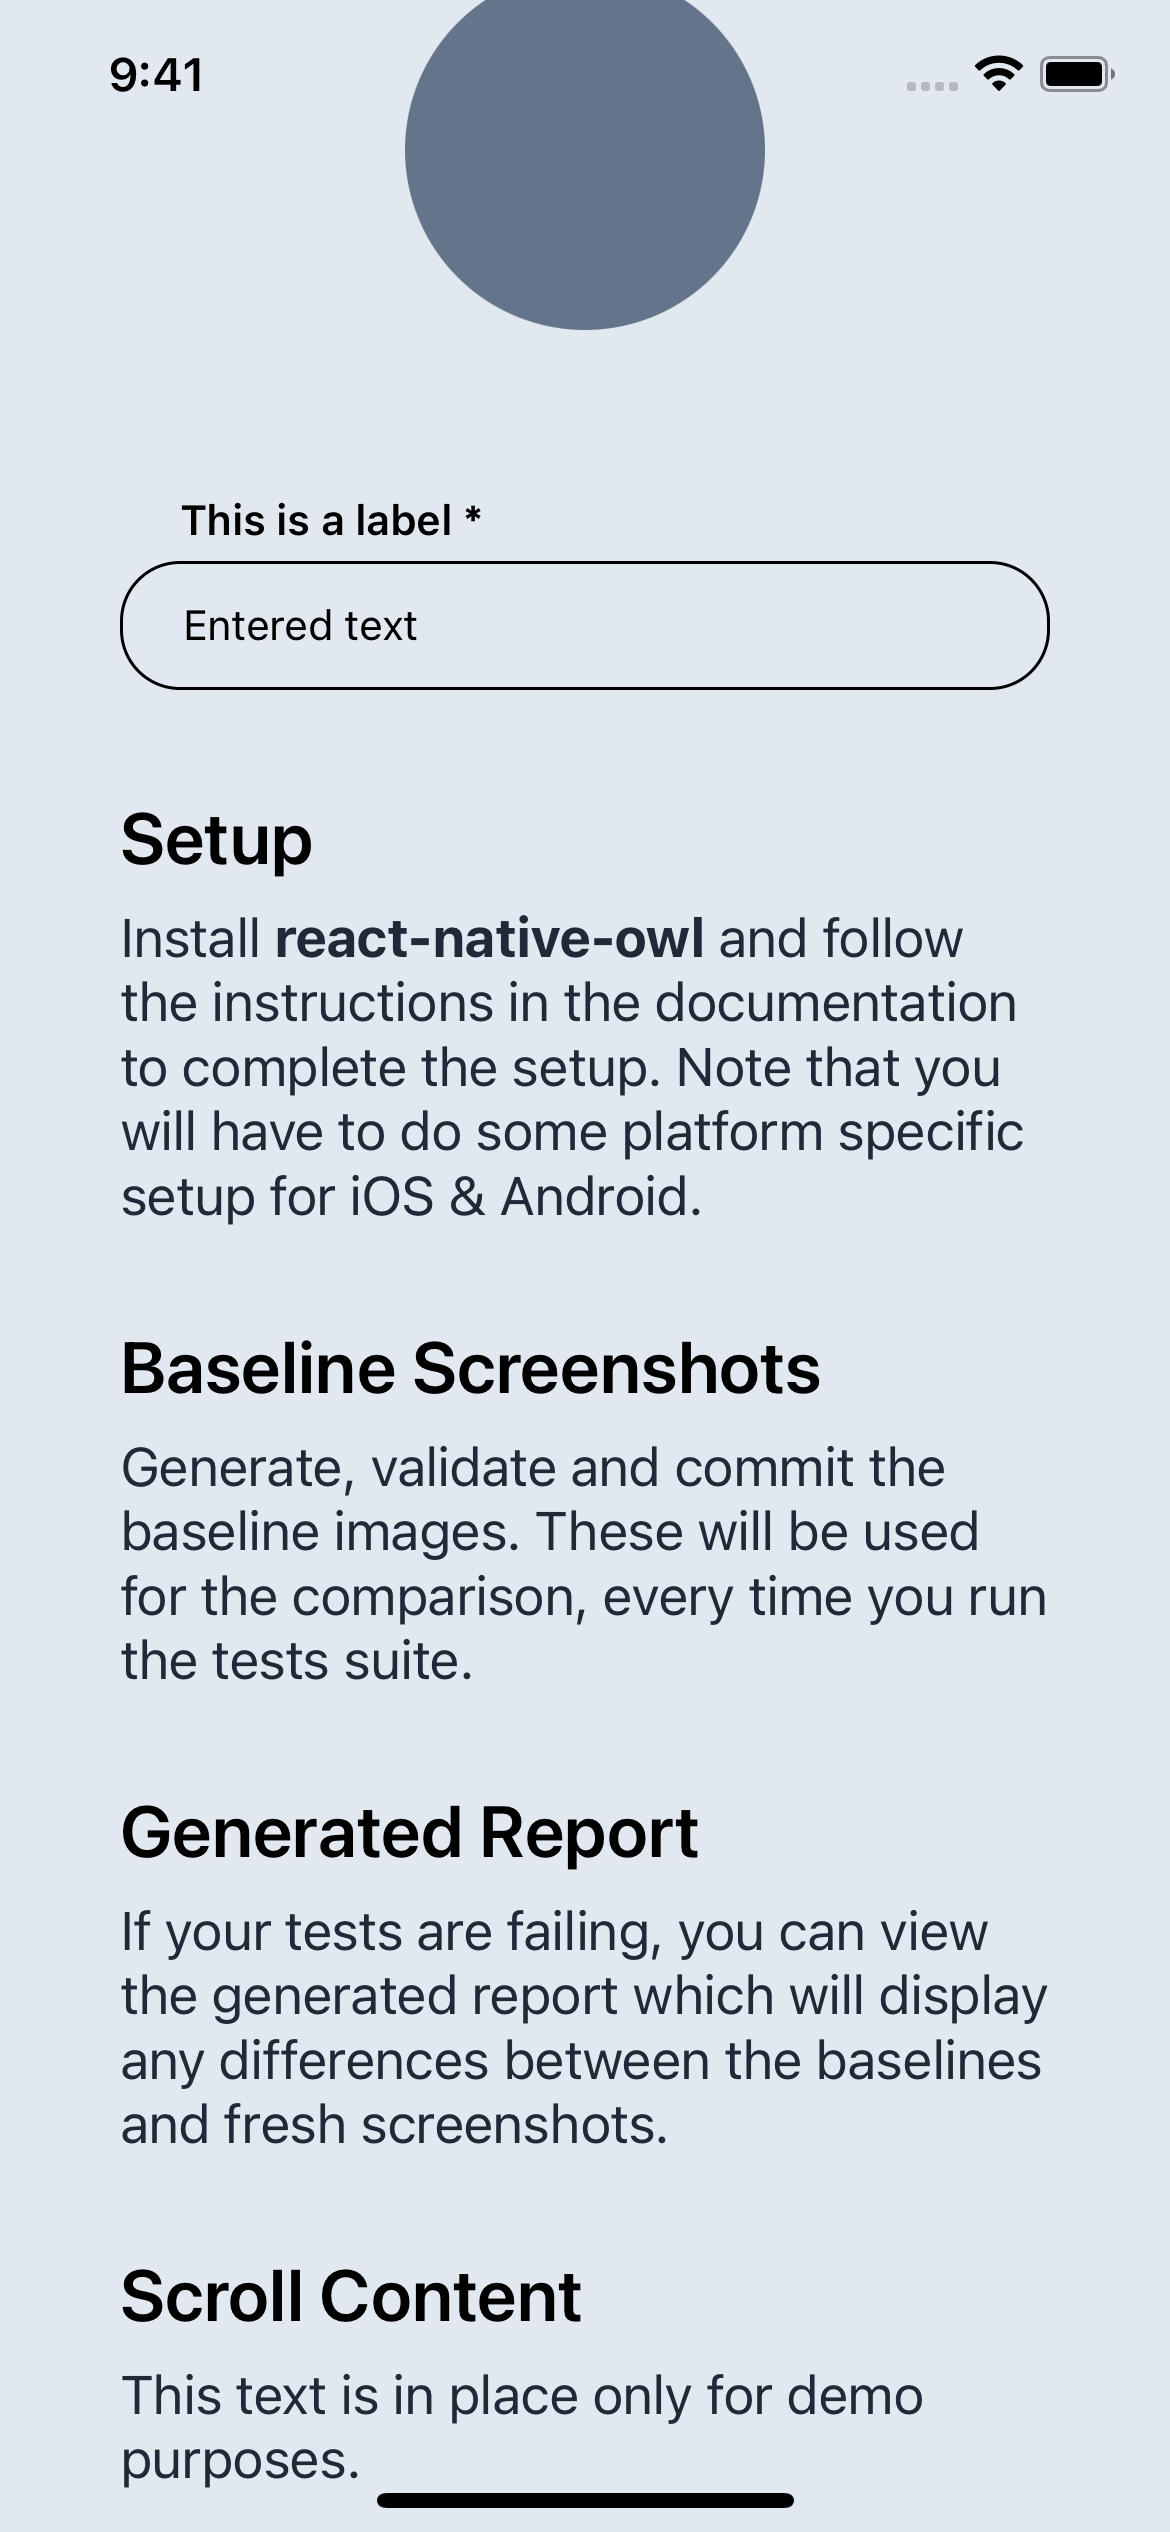 9:41
This is a label *
Entered text
Setup
Install react-native-owl and follow
the instructions in the documentation
to complete the setup. Note that you
will have to do some platform specific
setup for iOS & Android.
Baseline Screenshots
Generate, validate and commit the
baseline images. These will be used
for the comparison, every time you run
the tests suite.
Generated Report
If your tests are failing, you can view
the generated report which will display
any differences between the baselines
and fresh screenshots.
Scroll Content
This text is in place only for demo
purposes.